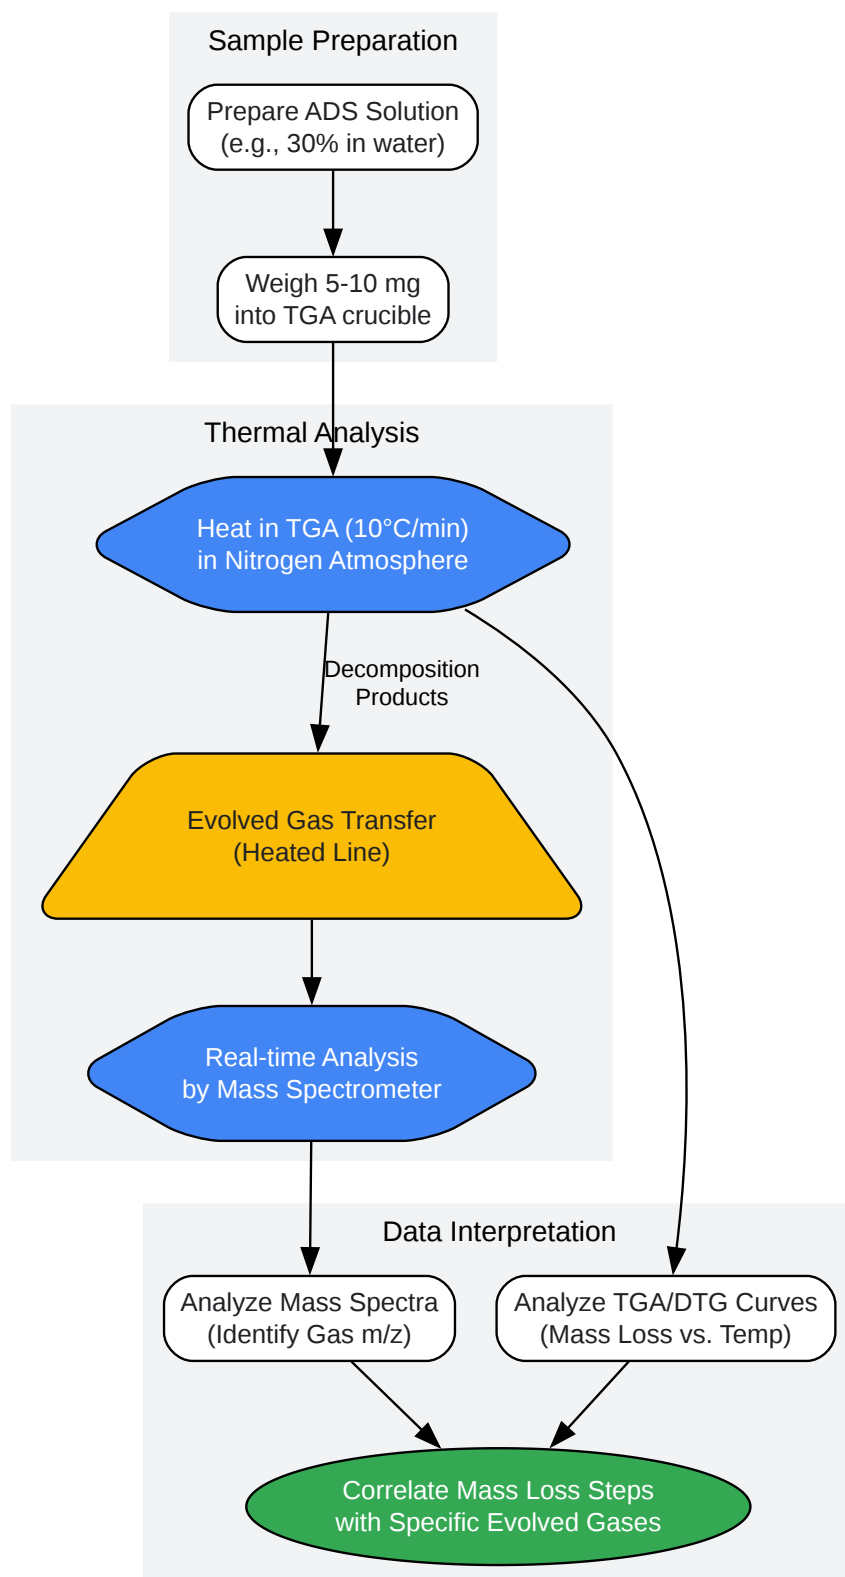 Sample Preparation
Prepare ADS Solution
(e.g., 30% in water)
Weigh 5-10 mg
into TGA crucible
Thermal Analysis
Heat in TGA (10°C/min)
in Nitrogen Atmosphere
Decomposition
Products
Evolved Gas Transfer
(Heated Line)
Real-time Analysis
by Mass Spectrometer
Data Interpretation
Analyze Mass Spectra
(Identify Gas m/z)
Analyze TGA/DTG Curves
(Mass Loss vs. Temp)
Correlate Mass Loss Steps
with Specific Evolved Gases